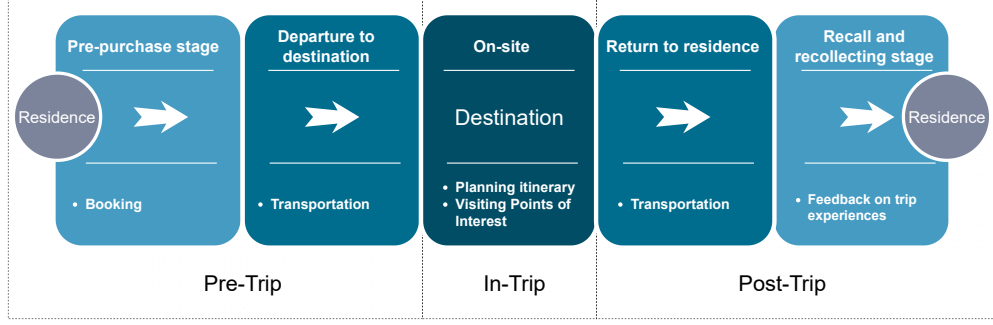 Pre-purchase stage
Departure to
destination
On-site
Return to residence
Recall and
recollecting stage
Residence
Destination
Residence
• Booking
• Transportation
• Planning itinerary
• Visiting Points of
Interest
• Transportation
• Feedback on trip
experiences
Pre-Trip
In-Trip
Post-Trip